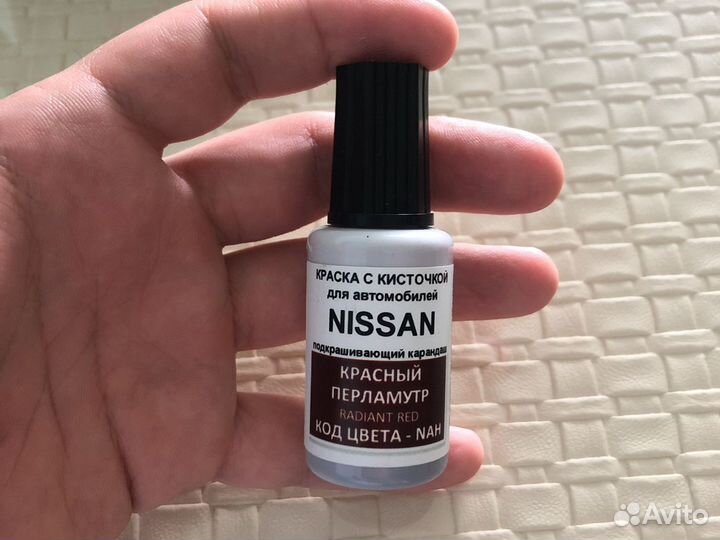 КРАСКА С КИСТОЧКОЙ
для автомобилей
NISSAN
подкрашивающий карандаш
КРАСНЫЙ
ПЕРЛАМУТР
RADIANT RED
КОД ЦВЕТА - NAH
Avito